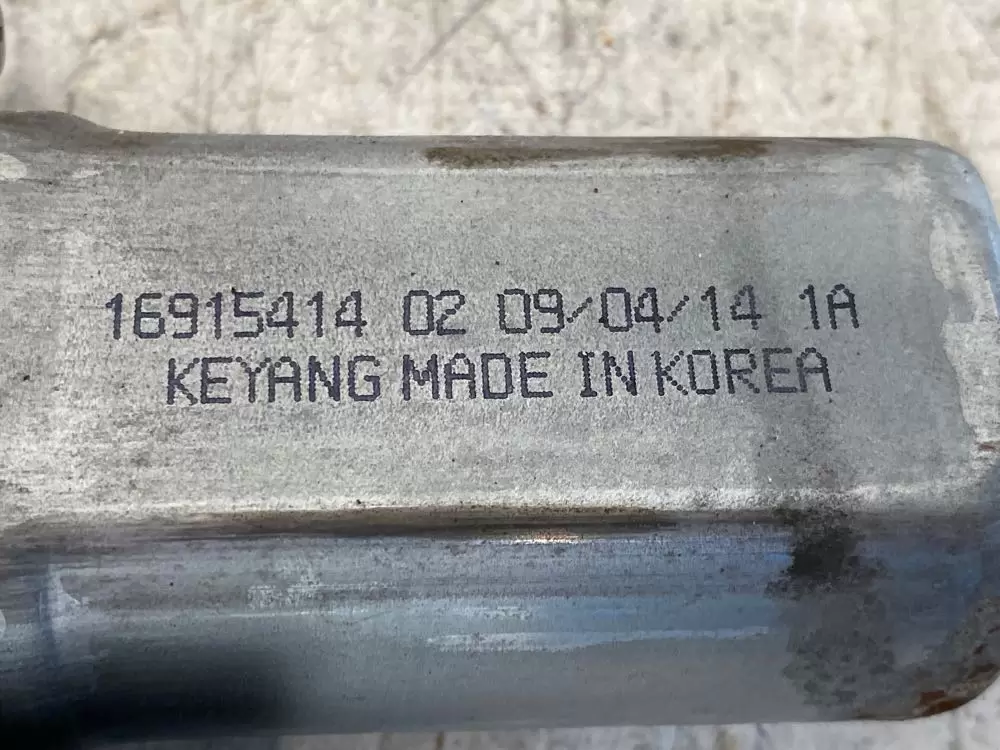 16915414 02 09/04/14 1A
KEYANG MADE IN KOREA